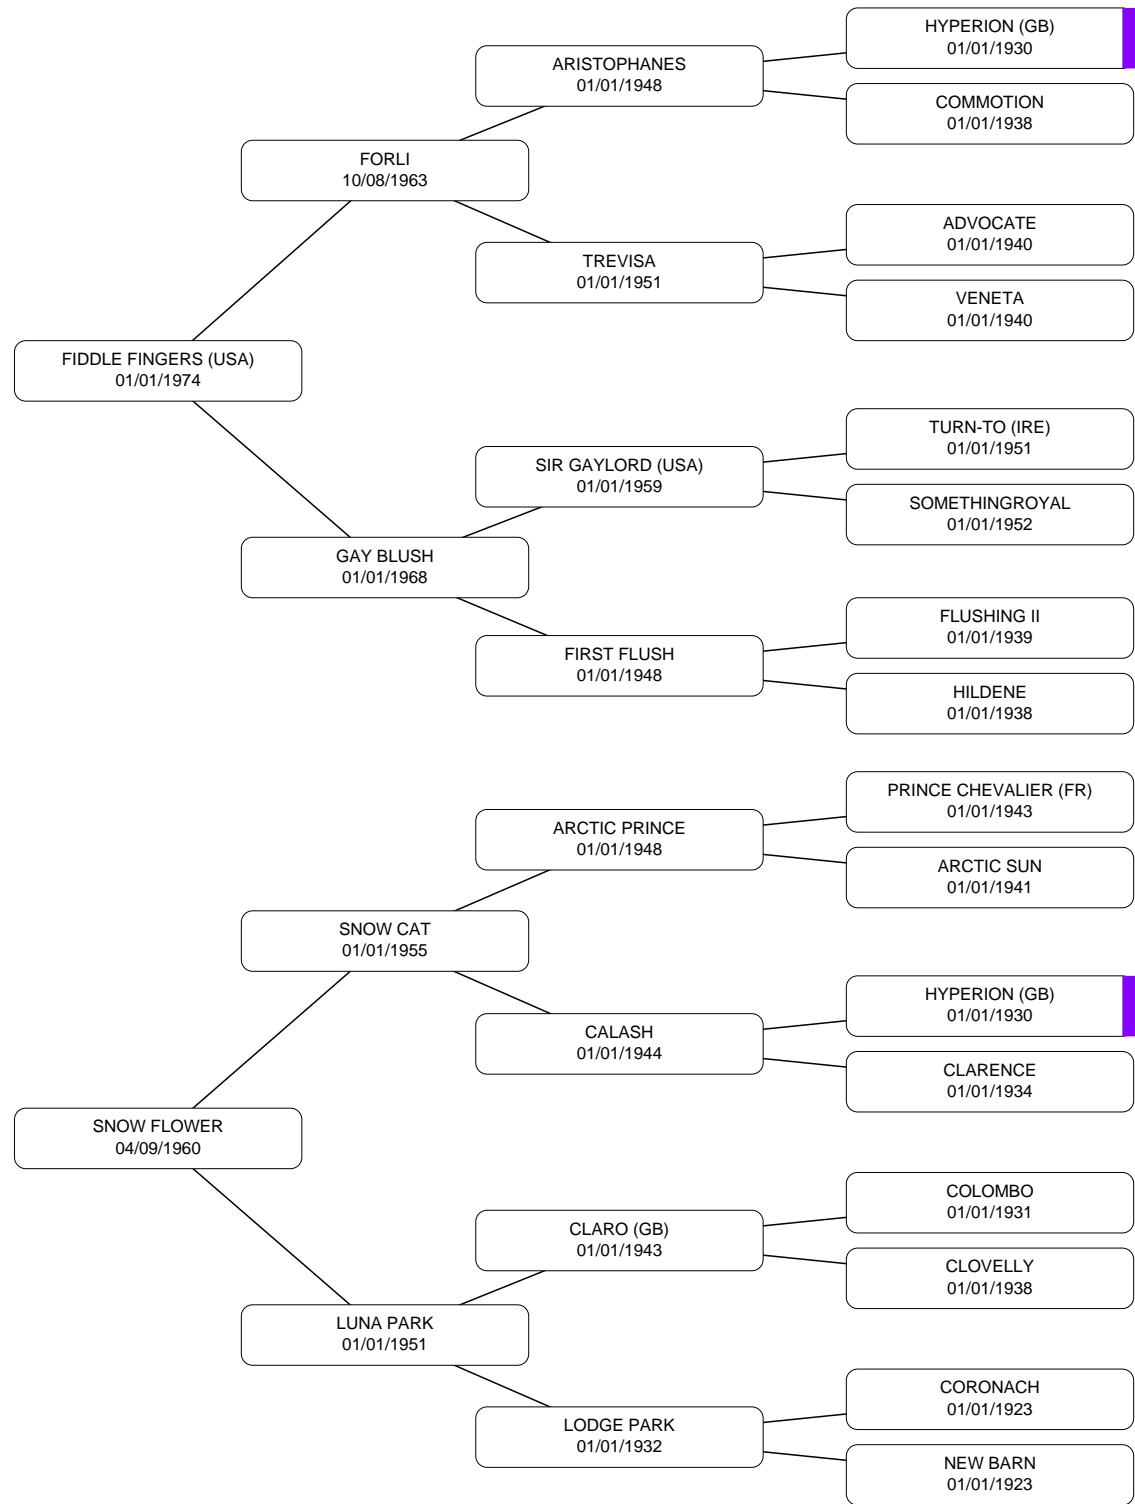 HYPERION (GB)
01/01/1930
ARISTOPHANES
01/01/1948
COMMOTION
01/01/1938
FORLI
10/08/1963
ADVOCATE
01/01/1940
TREVISA
01/01/1951
VENETA
01/01/1940
FIDDLE FINGERS (USA)
01/01/1974
TURN-TO (IRE)
01/01/1951
SIR GAYLORD (USA)
01/01/1959
SOMETHINGROYAL
01/01/1952
GAY BLUSH
01/01/1968
FLUSHING II
01/01/1939
FIRST FLUSH
01/01/1948
HILDENE
01/01/1938
PRINCE CHEVALIER (FR)
01/01/1943
ARCTIC PRINCE
01/01/1948
ARCTIC SUN
01/01/1941
SNOW CAT
01/01/1955
HYPERION (GB)
01/01/1930
CALASH
01/01/1944
CLARENCE
01/01/1934
SNOW FLOWER
04/09/1960
COLOMBO
01/01/1931
CLARO (GB)
01/01/1943
CLOVELLY
01/01/1938
LUNA PARK
01/01/1951
CORONACH
01/01/1923
LODGE PARK
01/01/1932
NEW BARN
01/01/1923